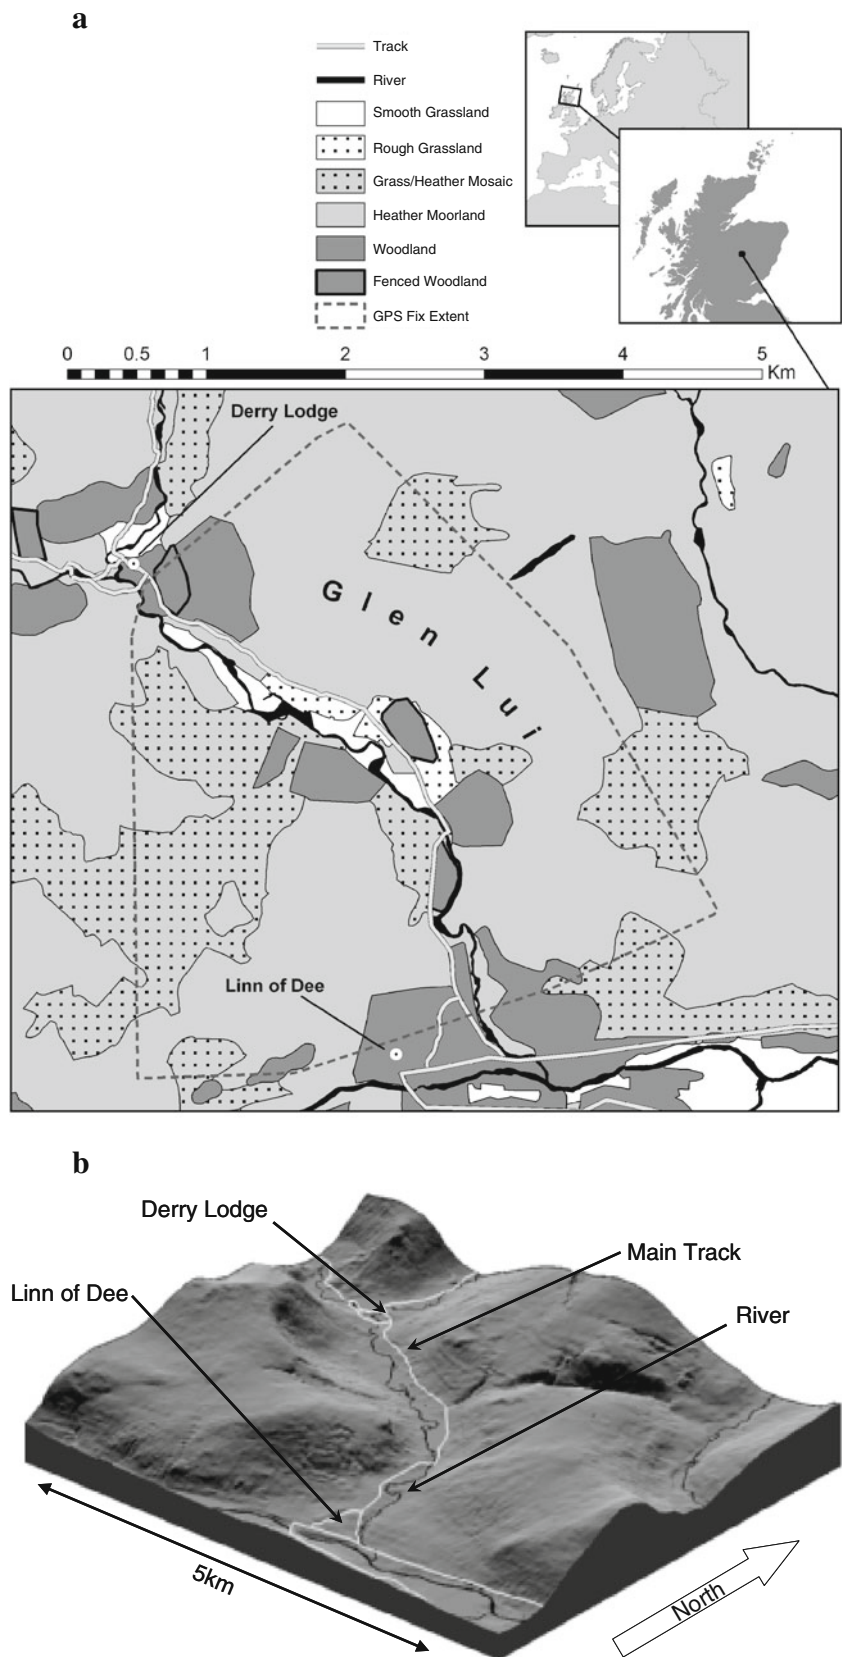 a
Track
River
Smooth Grassland
Rough Grassland
Grass/Heather Mosaic
Heather Moorland
Woodland
Fenced Woodland
GPS Fix Extent
0 0.5 1 2 3 4 5
Km
Derry Lodge
Glen Lui
Linn of Dee
b
Derry Lodge
Main Track
Linn of Dee
River
5km
North